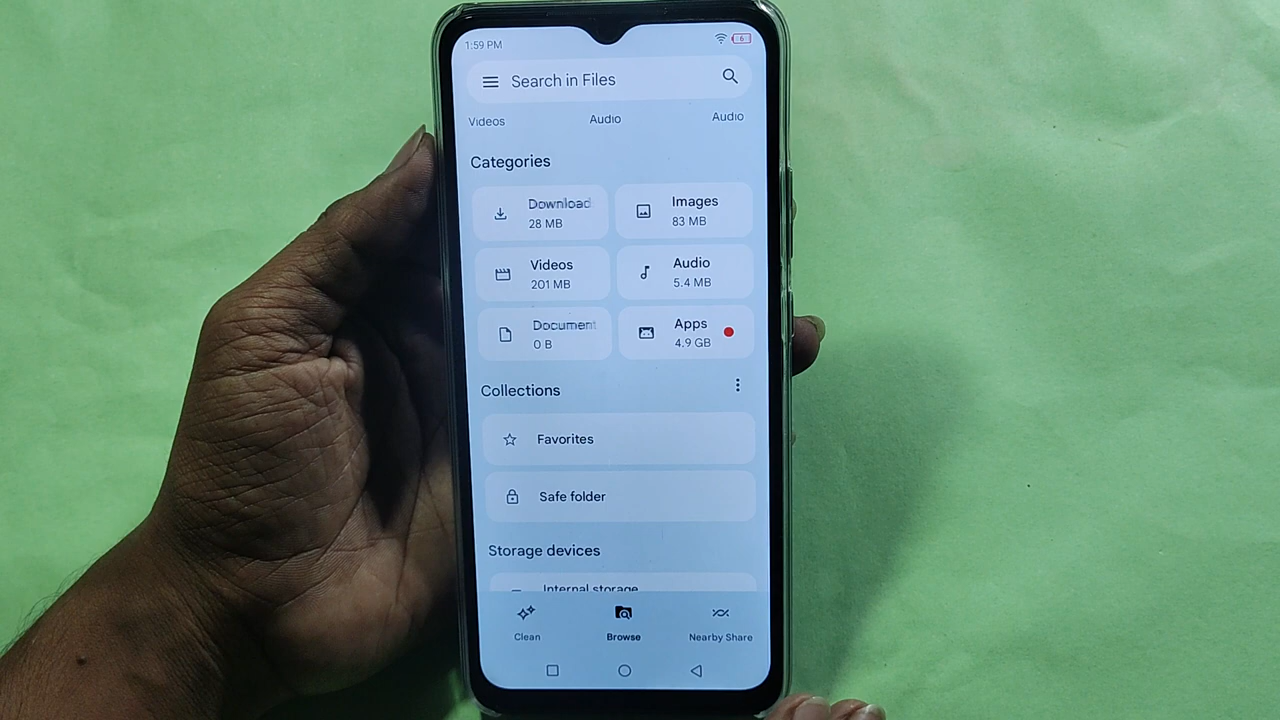 1:59 PM
6
Search in Files
Videos
Audio
Audio
Categories
Download
28 MB
Images
83 MB
Videos
201 MB
Audio
5.4 MB
Document
0 B
Apps
4.9 GB
Collections
Favorites
Safe folder
Storage devices
Internal storage
Clean
Browse
Nearby Share